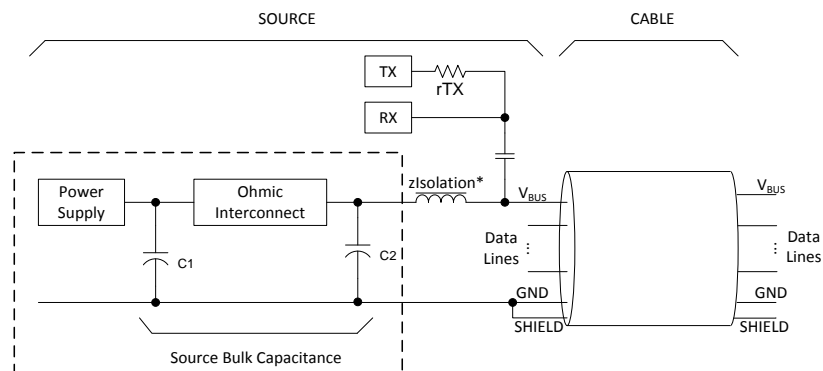 SOURCE
CABLE
TX
rTX
RX
zIsolation*
Power
Supply
Ohmic
Interconnect
C1
C2
VBUS
Data
Lines
...
GND
SHIELD
VBUS
Data
Lines
...
GND
SHIELD
Source Bulk Capacitance